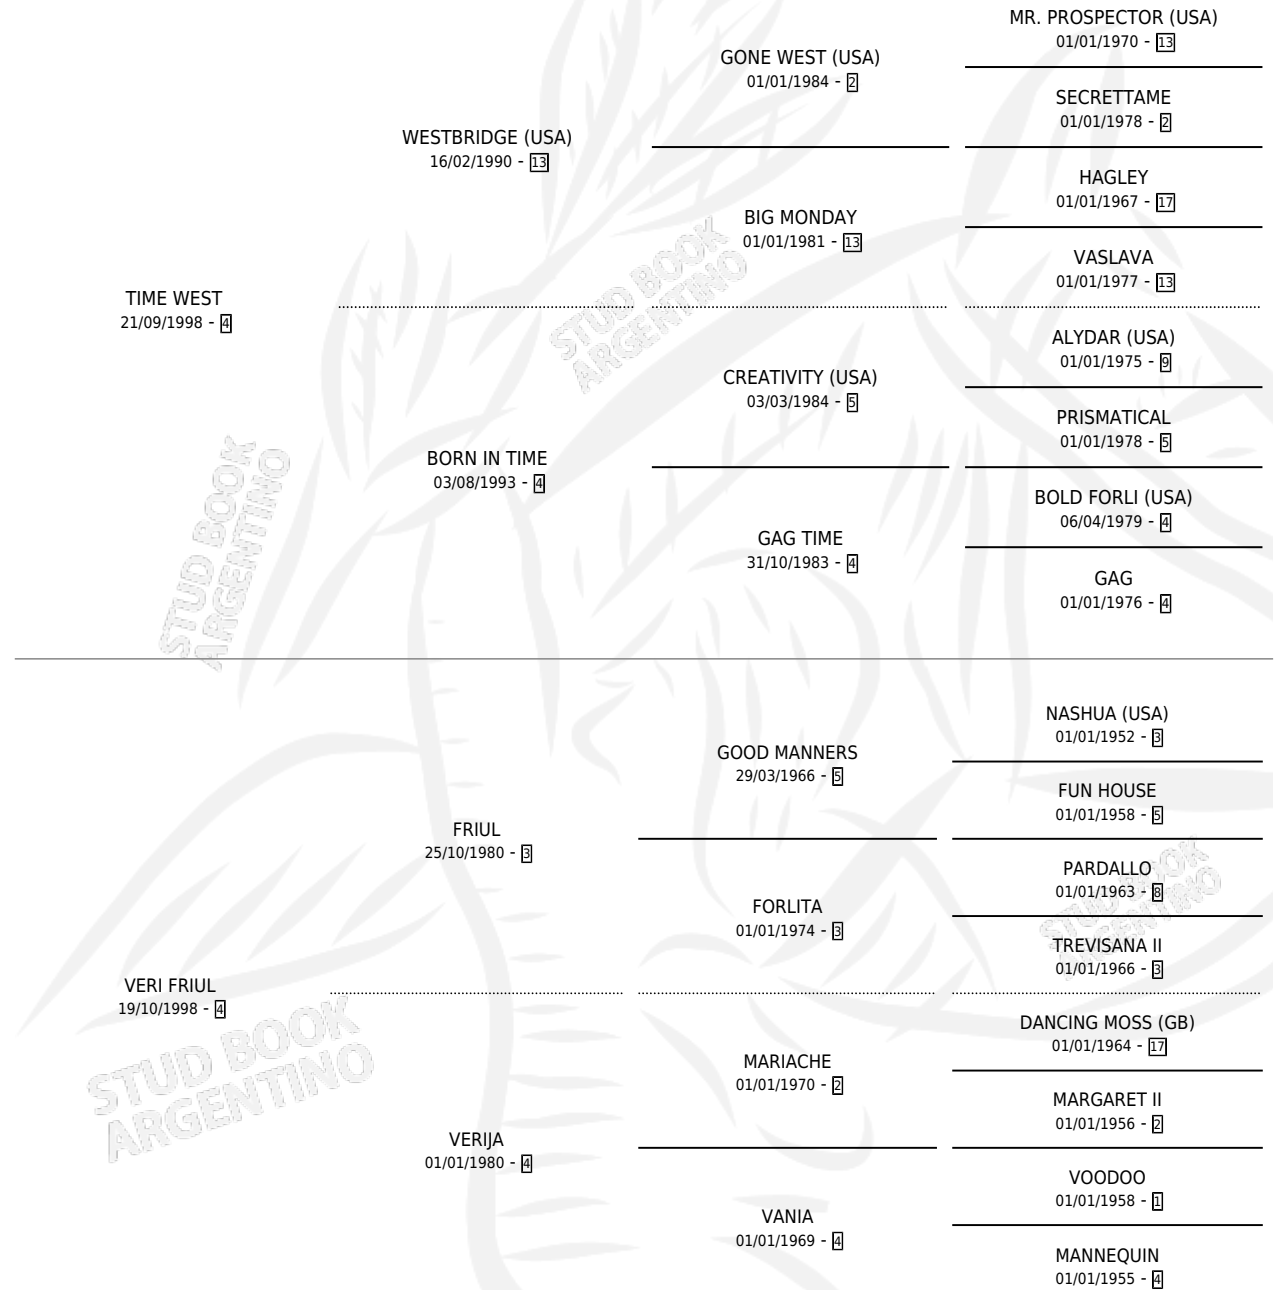 MR. PROSPECTOR (USA)
01/01/1970 - 13
GONE WEST (USA)
01/01/1984 - 2
SECRETTAME
01/01/1978 - 2
WESTBRIDGE (USA)
16/02/1990 - 13
HAGLEY
01/01/1967 - 17
BIG MONDAY
01/01/1981 - 13
VASLAVA
01/01/1977 - 13
TIME WEST
21/09/1998 - 4
STUD BOOK
ARGENTINO
ALYDAR (USA)
01/01/1975 - 9
CREATIVITY (USA)
03/03/1984 - 5
PRISMATICAL
01/01/1978 - 5
BORN IN TIME
03/08/1993 - 4
BOLD FORLI (USA)
06/04/1979 - 4
GAG TIME
31/10/1983 - 4
GAG
01/01/1976 - 4
STUD BOOK
ARGENTINO
NASHUA (USA)
01/01/1952 - 3
GOOD MANNERS
29/03/1966 - 5
FUN HOUSE
01/01/1958 - 5
FRIUL
25/10/1980 - 3
PARDALLO
01/01/1963 - 8
FORLITA
01/01/1974 - 3
STUD BOOK
ARGENTINO
TREVISANA II
01/01/1966 - 3
VERI FRIUL
19/10/1998 - 4
DANCING MOSS (GB)
01/01/1964 - 17
MARIACHE
01/01/1970 - 2
STUD BOOK
ARGENTINO
MARGARET II
01/01/1956 - 2
VERIJA
01/01/1980 - 4
VOODOO
01/01/1958 - 1
VANIA
01/01/1969 - 4
MANNEQUIN
01/01/1955 - 4